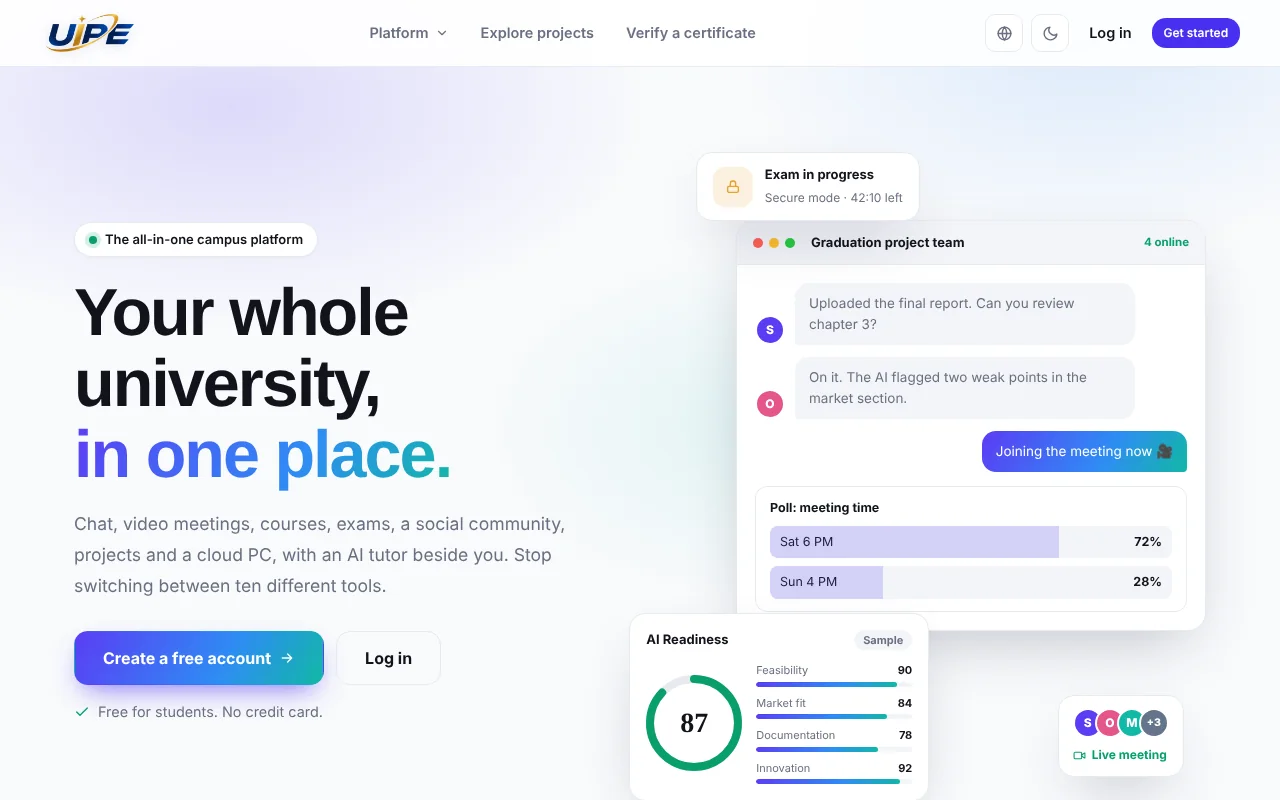 UIPE
Platform
Explore projects
Verify a certificate
Log in
Get started
The all-in-one campus platform
Your whole
university,
in one place.
Chat, video meetings, courses, exams, a social community,
projects and a cloud PC, with an AI tutor beside you. Stop
switching between ten different tools.
Create a free account
Log in
Free for students. No credit card.
Exam in progress
Secure mode · 42:10 left
Graduation project team
4 online
S
Uploaded the final report. Can you review
chapter 3?
O
On it. The AI flagged two weak points in the
market section.
Joining the meeting now 🎥
Poll: meeting time
Sat 6 PM 72%
Sun 4 PM 28%
AI Readiness
Sample
87
Feasibility 90
Market fit 84
Documentation 78
Innovation 92
S O M +3
Live meeting